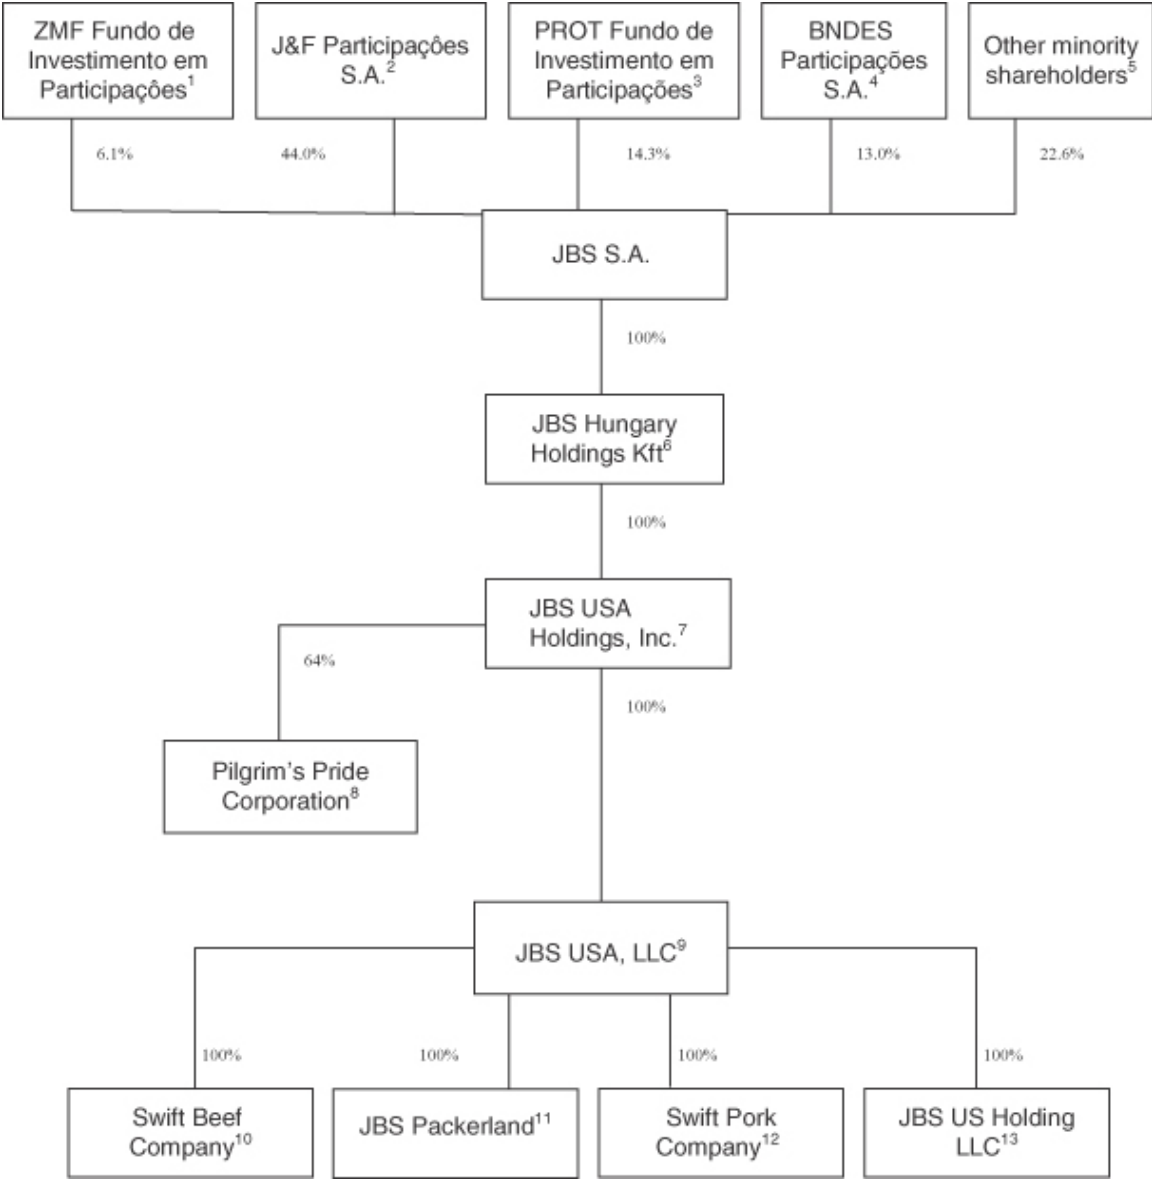 ZMF Fundo de
Investimento em
Participaçôes¹
J&F Participaçôes
S.A.²
PROT Fundo de
Investimento em
Participações³
BNDES
Participações
S.A.⁴
Other minority
shareholders⁵
6.1%
44.0%
14.3%
13.0%
22.6%
JBS S.A.
100%
JBS Hungary
Holdings Kft⁶
100%
JBS USA
Holdings, Inc.⁷
64%
100%
Pilgrim’s Pride
Corporation⁸
JBS USA, LLC⁹
100%
100%
100%
100%
Swift Beef
Company¹⁰
JBS Packerland¹¹
Swift Pork
Company¹²
JBS US Holding
LLC¹³